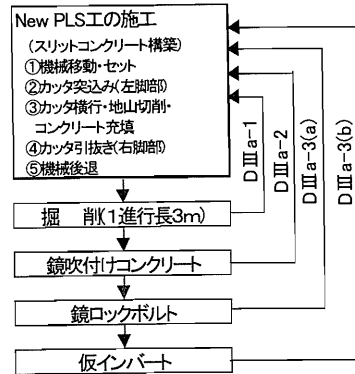 New PLS工の施工
(スリットコンクリート構築)
①機械移動・セット
②カッタ突込み(左脚部)
③カッタ横行・地山切削・
コンクリート充填
④カッタ引抜き(右脚部)
⑤機械後退
掘　削(1進行長3m)
鏡吹付けコンクリート
鏡ロックボルト
仮インバート
DⅢa-1
DⅢa-2
DⅢa-3(a)
DⅢa-3(b)